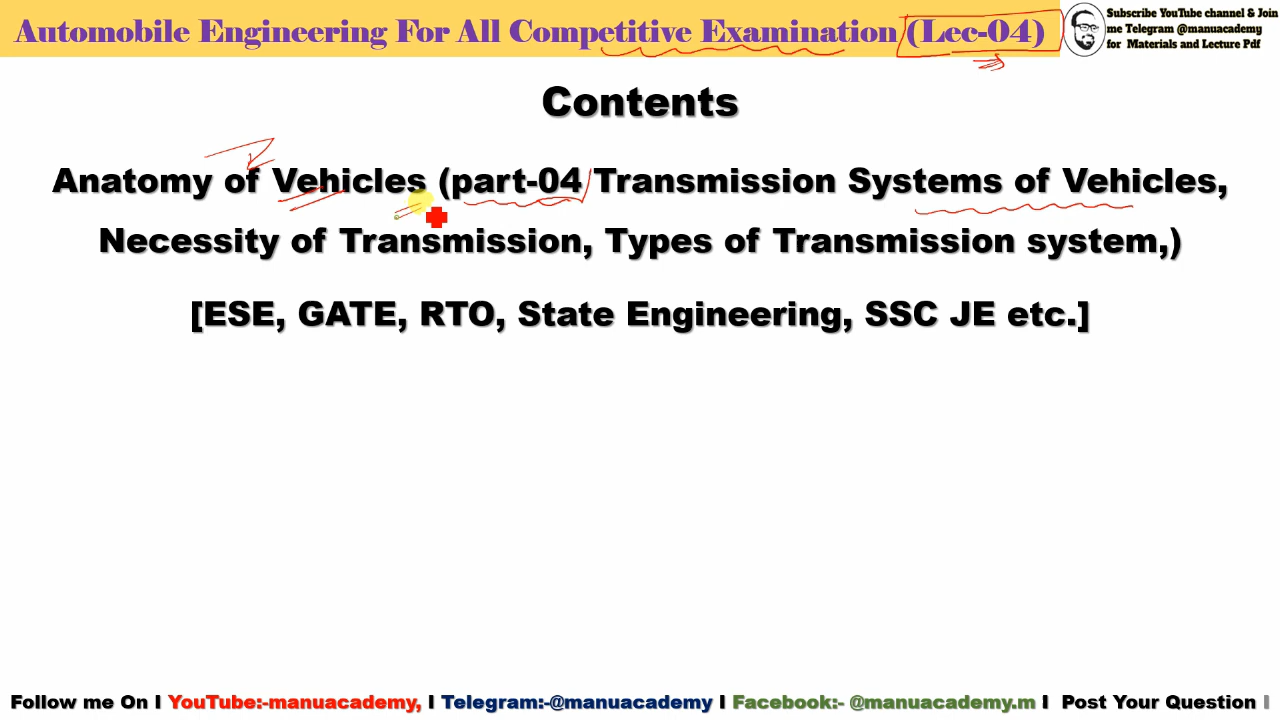 Automobile Engineering For All Competitive Examination (Lec-04)
Subscribe YouTube channel & Join
me Telegram @manuacademy
for Materials and Lecture Pdf
Contents
Anatomy of Vehicles (part-04 Transmission Systems of Vehicles,
Necessity of Transmission, Types of Transmission system,)
[ESE, GATE, RTO, State Engineering, SSC JE etc.]
Follow me On I YouTube:-manuacademy, I Telegram:-@manuacademy I Facebook:- @manuacademy.m I Post Your Question I